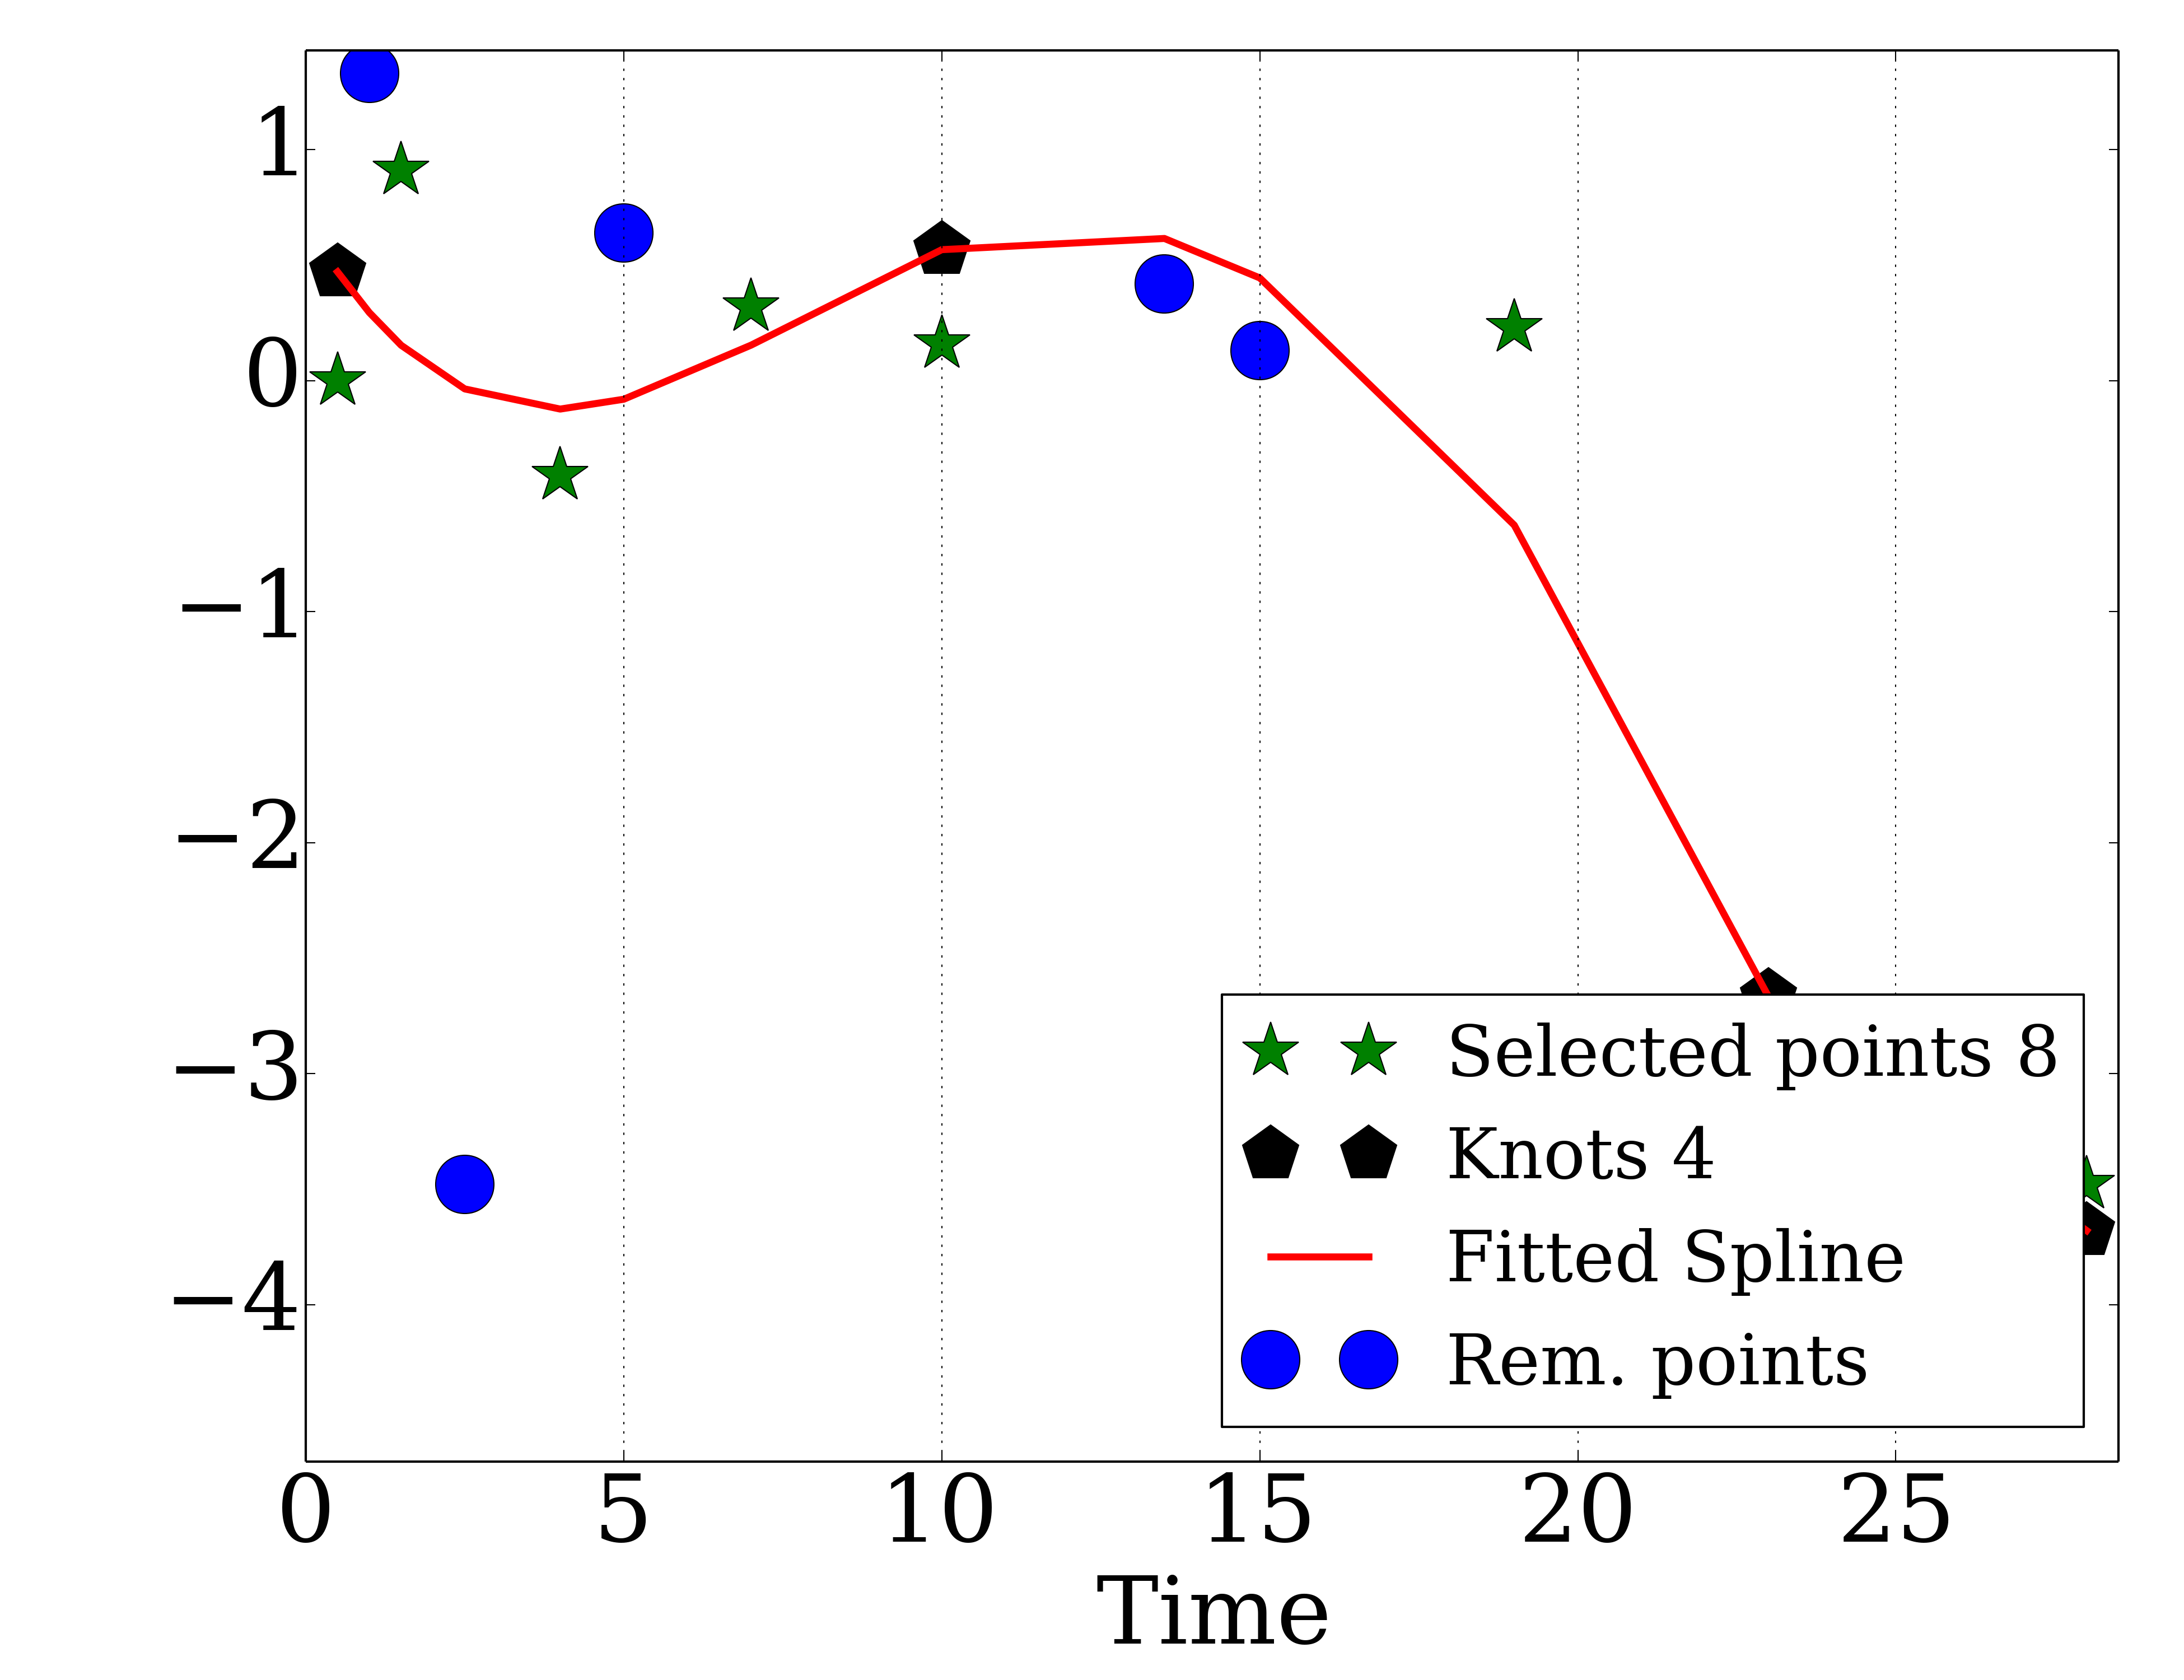 1
0
−1
−2
−3
−4
Selected points 8
Knots 4
Fitted Spline
Rem. points
0 5 10 15 20 25
Time